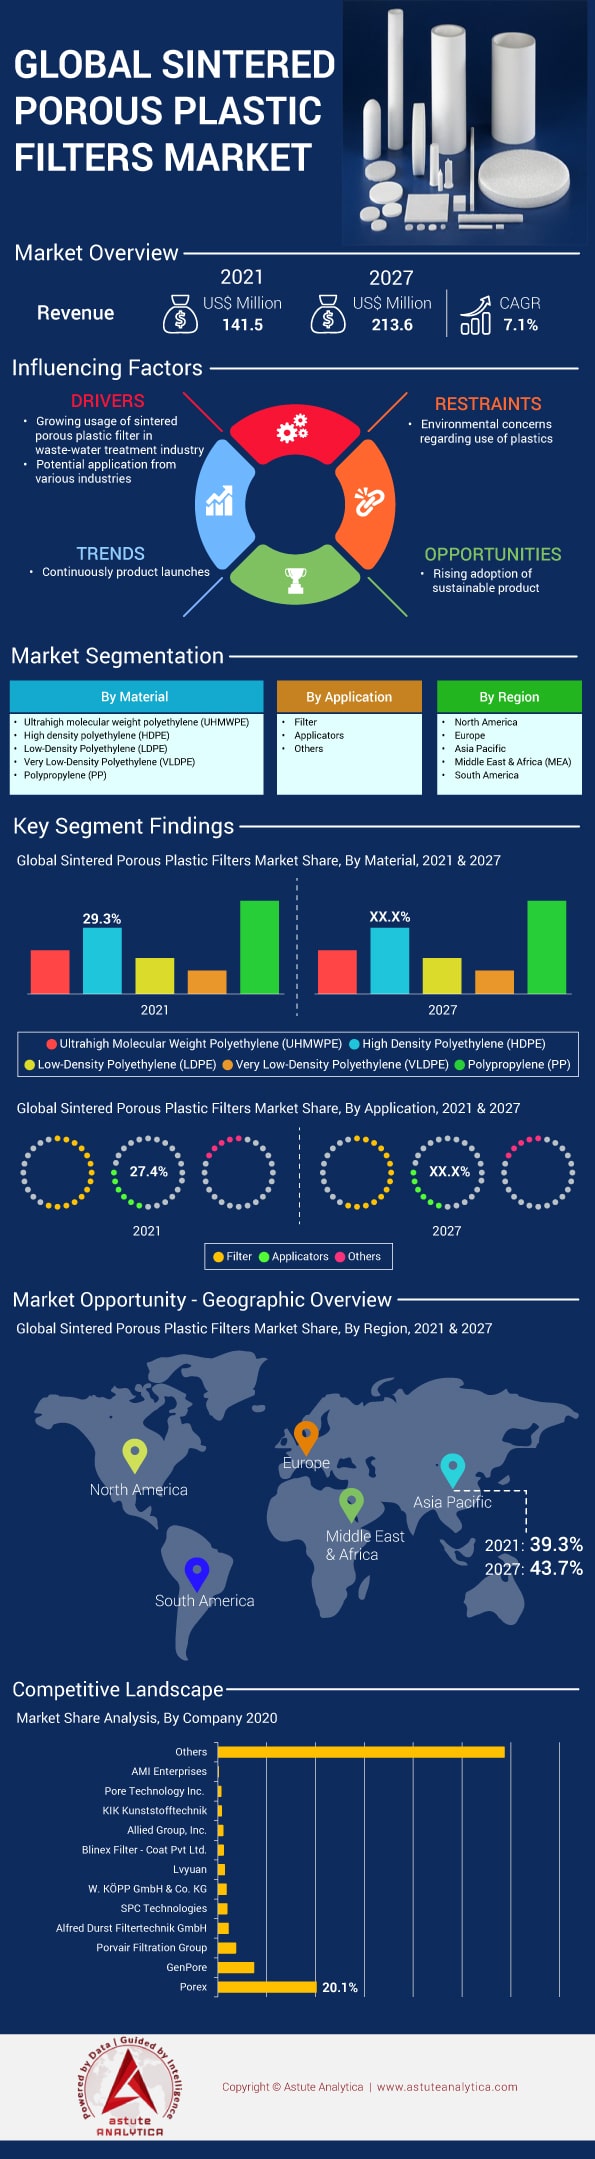 GLOBAL SINTERED
POROUS PLASTIC
FILTERS MARKET
Market Overview
2021
2027
Revenue
US$ Million
141.5
US$ Million
213.6
CAGR
7.1%
Influencing Factors
DRIVERS
• Growing usage of sintered
porous plastic filter in
waste-water treatment industry
• Potential application from
various industries
RESTRAINTS
• Environmental concerns
regarding use of plastics
TRENDS
• Continuously product launches
OPPORTUNITIES
• Rising adoption of
sustainable product
Market Segmentation
By Material
• Ultrahigh molecular weight polyethylene (UHMWPE)
• High density polyethylene (HDPE)
• Low-Density Polyethylene (LDPE)
• Very Low-Density Polyethylene (VLDPE)
• Polypropylene (PP)
By Application
• Filter
• Applicators
• Others
By Region
• North America
• Europe
• Asia Pacific
• Middle East & Africa (MEA)
• South America
Key Segment Findings
Global Sintered Porous Plastic Filters Market Share, By Material, 2021 & 2027
29.3%
XX.X%
2021
2027
Ultrahigh Molecular Weight Polyethylene (UHMWPE) High Density Polyethylene (HDPE)
Low-Density Polyethylene (LDPE) Very Low-Density Polyethylene (VLDPE) Polypropylene (PP)
Global Sintered Porous Plastic Filters Market Share, By Application, 2021 & 2027
27.4%
XX.X%
2021
2027
Filter Applicators Others
Market Opportunity - Geographic Overview
Global Sintered Porous Plastic Filters Market Share, By Region, 2021 & 2027
North America
Europe
Asia Pacific
Middle East
& Africa
South America
2021: 39.3%
2027: 43.7%
Competitive Landscape
Market Share Analysis, By Company 2020
Others
AMI Enterprises
Pore Technology Inc.
KIK Kunststofftechnik
Allied Group, Inc.
Blinex Filter - Coat Pvt Ltd.
Lvyuan
W. KÖPP GmbH & Co. KG
SPC Technologies
Alfred Durst Filtertechnik GmbH
Porvair Filtration Group
GenPore
Porex
20.1%
Powered by Data | Guided by Intelligence
astute
ANALYTICA
Copyright © Astute Analytica | www.astuteanalytica.com